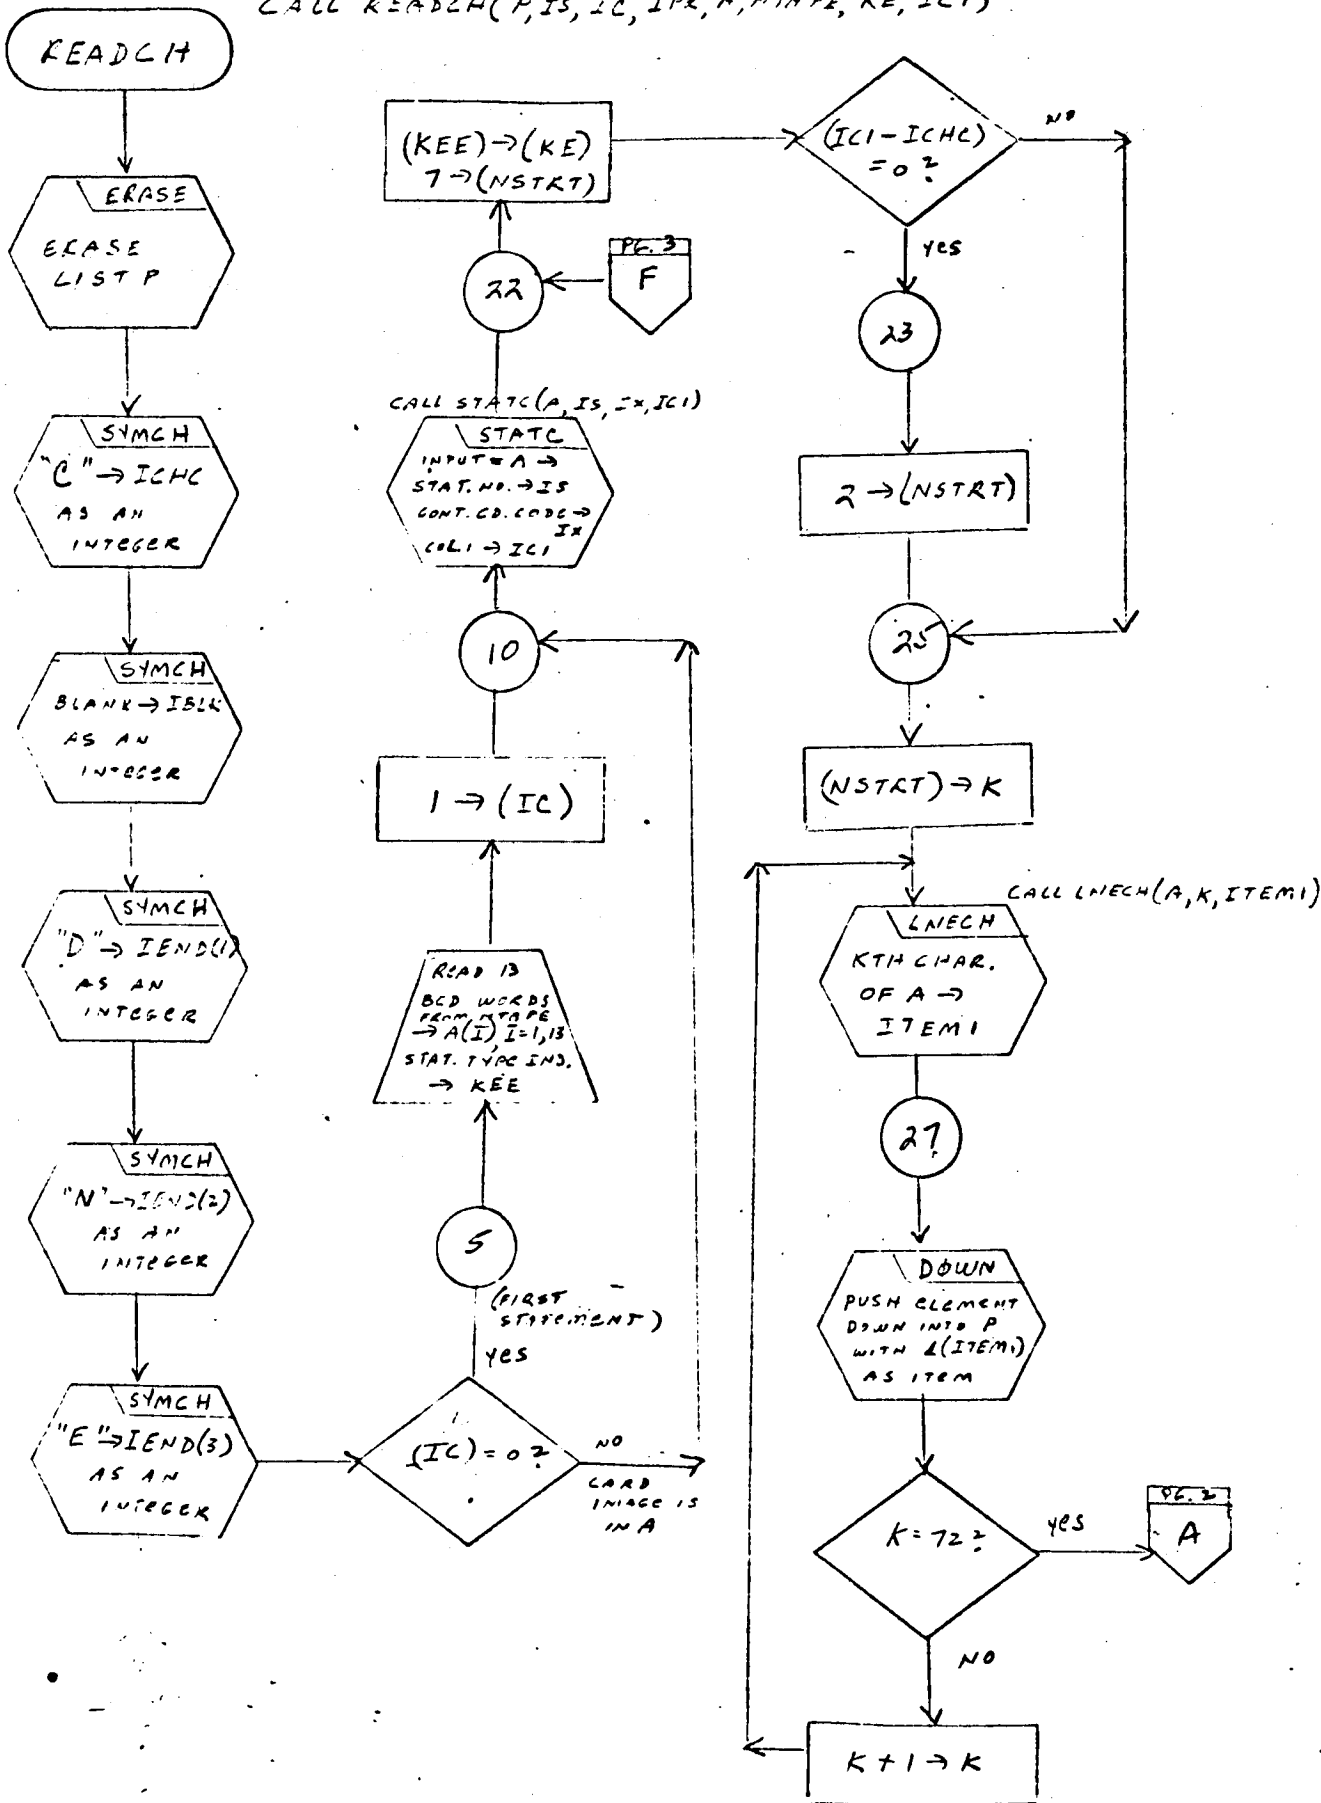 CALL READCH(P, IS, IC, IPR, A, MTAPE, KE, IC1)
READCH
ERASE
ERASE
LIST P
SYMCH
"C" → ICHC
AS AN
INTEGER
SYMCH
BLANK → IBLK
AS AN
INTEGER
SYMCH
"D" → IEND(1)
AS AN
INTEGER
SYMCH
"N" → IEND(2)
AS AN
INTEGER
SYMCH
"E" → IEND(3)
AS AN
INTEGER
(IC) = 0 ?
NO
CARD
IMAGE IS
IN A
yes
(FIRST
STATEMENT)
5
READ 13
BCD WORDS
FROM MTAPE
→ A(I), I=1,13
STAT. TYPE IND.
→ KEE
1 → (IC)
10
CALL STATC(A, IS, IX, IC1)
STATC
INPUT = A →
STAT. NO. → IS
CONT. CD. CODE →
IX
COL 1 → IC1
22
PG. 3
F
(KEE) → (KE)
7 → (NSTRT)
(IC1 - ICHC)
= 0 ?
NO
yes
23
2 → (NSTRT)
25
(NSTRT) → K
CALL LNECH(A, K, ITEM1)
LNECH
KTH CHAR.
OF A →
ITEM1
27
DOWN
PUSH ELEMENT
DOWN INTO P
WITH L(ITEM1)
AS ITEM
K = 72 ?
yes
PG. 2
A
NO
K + 1 → K